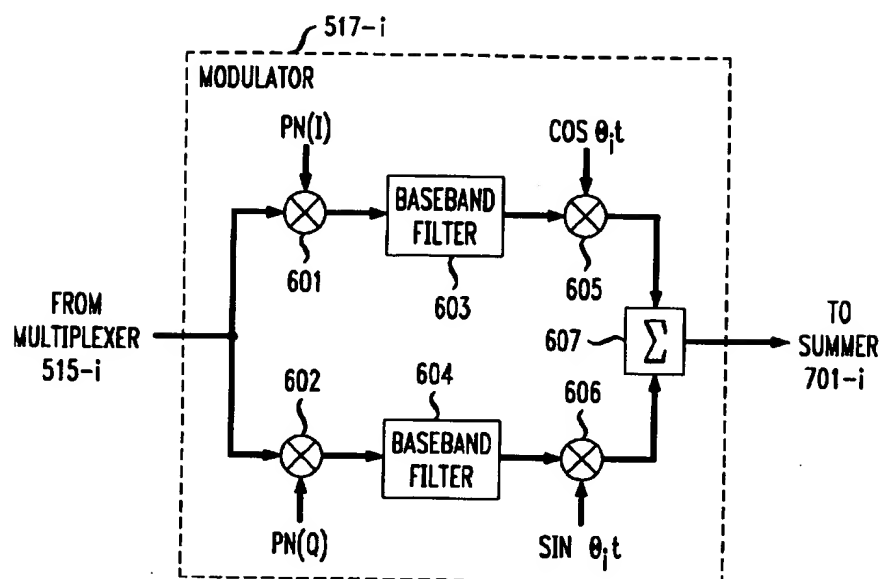 517-i
MODULATOR
PN(I)
COS θit
BASEBAND
FILTER
601
603
605
FROM
MULTIPLEXER
515-i
607
Σ
TO
SUMMER
701-i
602
604
606
BASEBAND
FILTER
PN(Q)
SIN θit